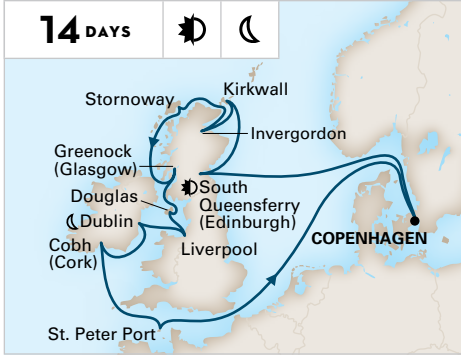 14 DAYS
Kirkwall
Stornoway
Invergordon
Greenock
(Glasgow)
Douglas
South
Queensferry
(Edinburgh)
Dublin
Cobh
(Cork)
Liverpool
COPENHAGEN
St. Peter Port